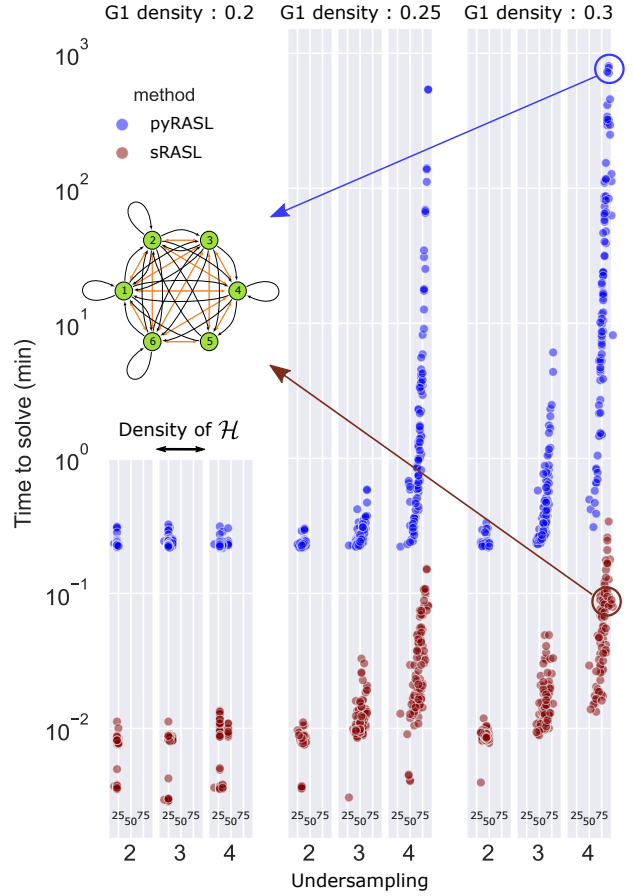 G1 density : 0.2
G1 density : 0.25
G1 density : 0.3
10³
method
pyRASL
sRASL
10²
2
3
1
4
6
5
10¹
Density of ℋ
10⁰
10⁻¹
10⁻²
Time to solve (min)
25 50 75
25 50 75
25 50 75
25 50 75
25 50 75
25 50 75
25 50 75
25 50 75
25 50 75
2 3 4
2 3 4
2 3 4
Undersampling